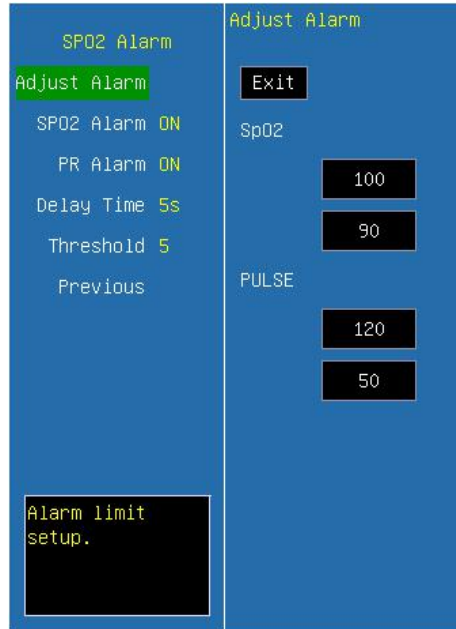 SPO2 Alarm
Adjust Alarm
SPO2 Alarm ON
PR Alarm ON
Delay Time 5s
Threshold 5
Previous
Alarm limit
setup.
Adjust Alarm
Exit
SpO2
100
90
PULSE
120
50